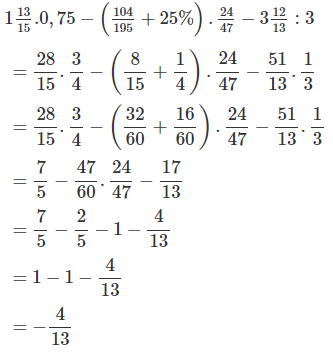 1 13/15 . 0,75 − (104/195 + 25%) . 24/47 − 3 12/13 : 3
= 28/15 . 3/4 − (8/15 + 1/4) . 24/47 − 51/13 . 1/3
= 28/15 . 3/4 − (32/60 + 16/60) . 24/47 − 51/13 . 1/3
= 7/5 − 47/60 . 24/47 − 17/13
= 7/5 − 2/5 − 1 − 4/13
= 1 − 1 − 4/13
= − 4/13